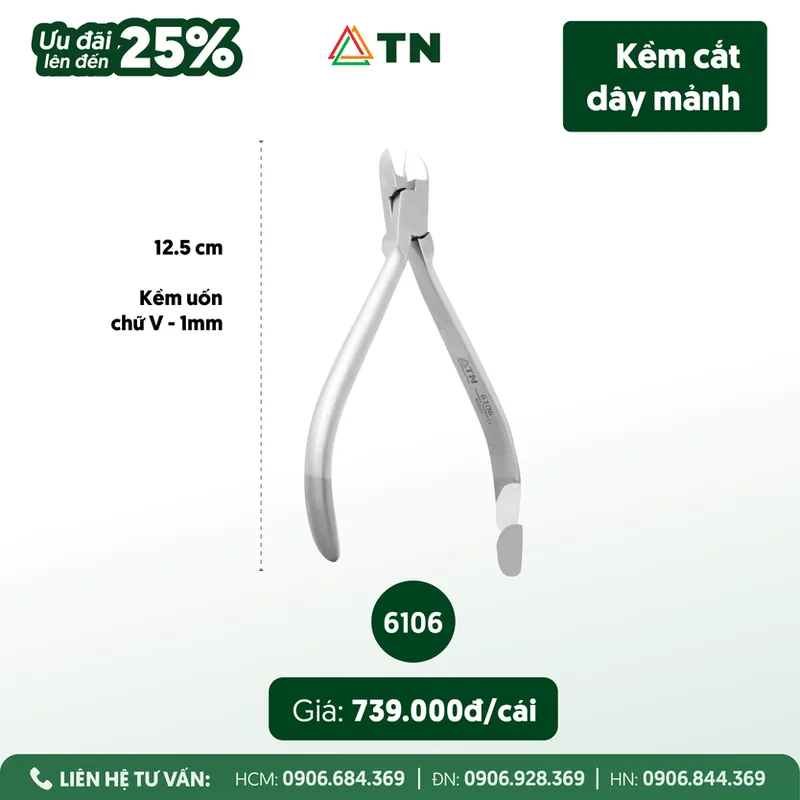 Ưu đãi
lên đến
25%
TN
Kềm cắt
dây mảnh
12.5 cm
Kềm uốn
chữ V - 1mm
TN
6106
6106
Giá: 739.000đ/cái
LIÊN HỆ TƯ VẤN: HCM: 0906.684.369 | ĐN: 0906.928.369 | HN: 0906.844.369